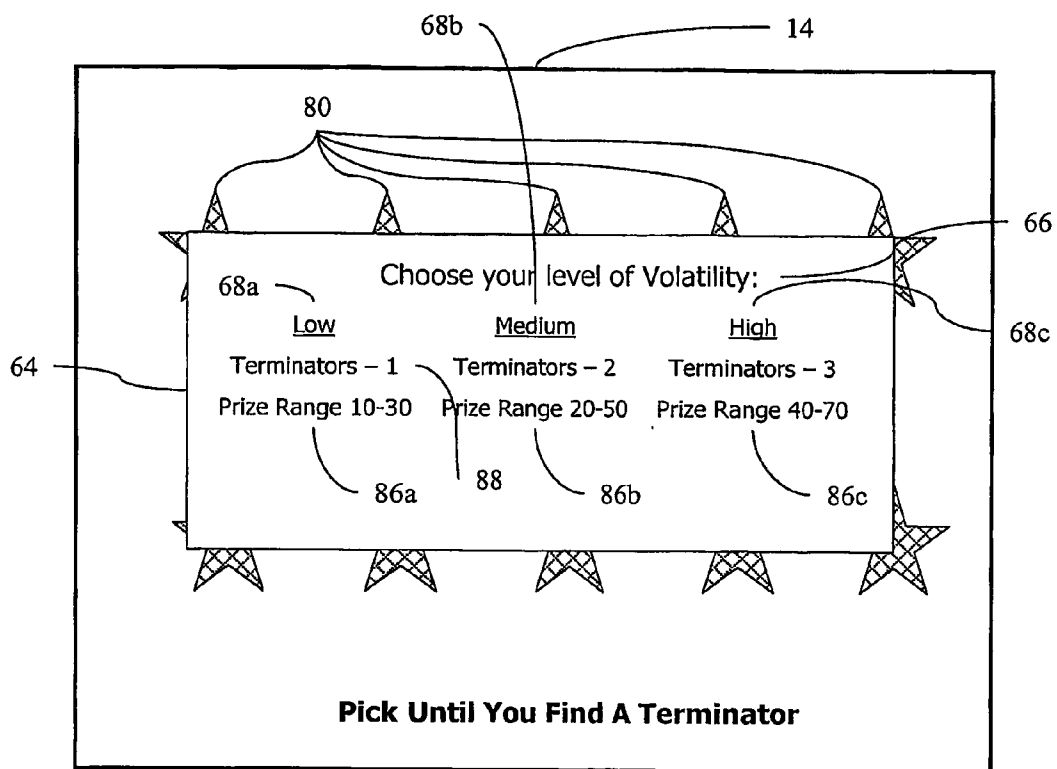 68b
14
80
66
Choose your level of Volatility:
68a
68c
Low Medium High
64
Terminators – 1 Terminators – 2 Terminators – 3
Prize Range 10-30 Prize Range 20-50 Prize Range 40-70
86a 88 86b 86c
Pick Until You Find A Terminator